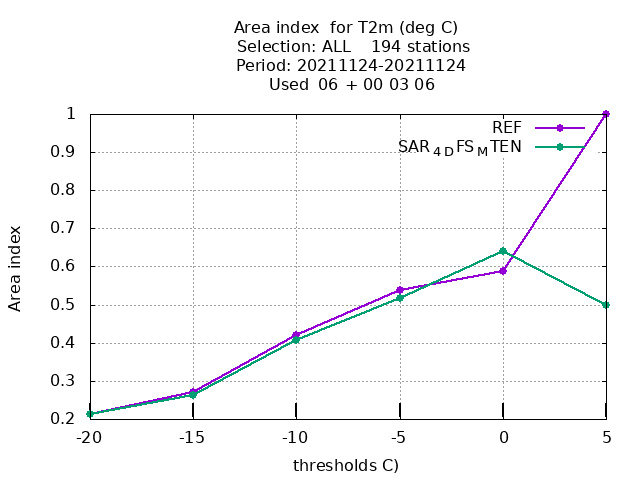 Area index  for T2m (deg C)
Selection: ALL    194 stations
Period: 20211124-20211124
Used  06 + 00 03 06
1
0.9
0.8
0.7
0.6
0.5
0.4
0.3
0.2
Area index
REF
SAR4DFSMTEN
-20 -15 -10 -5 0 5
thresholds C)